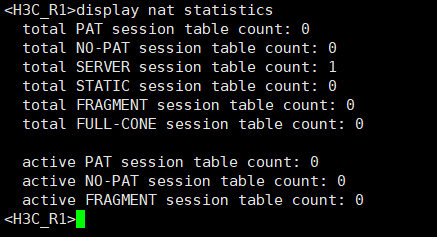 <H3C_R1>display nat statistics
  total PAT session table count: 0
  total NO-PAT session table count: 0
  total SERVER session table count: 1
  total STATIC session table count: 0
  total FRAGMENT session table count: 0
  total FULL-CONE session table count: 0

  active PAT session table count: 0
  active NO-PAT session table count: 0
  active FRAGMENT session table count: 0
<H3C_R1>